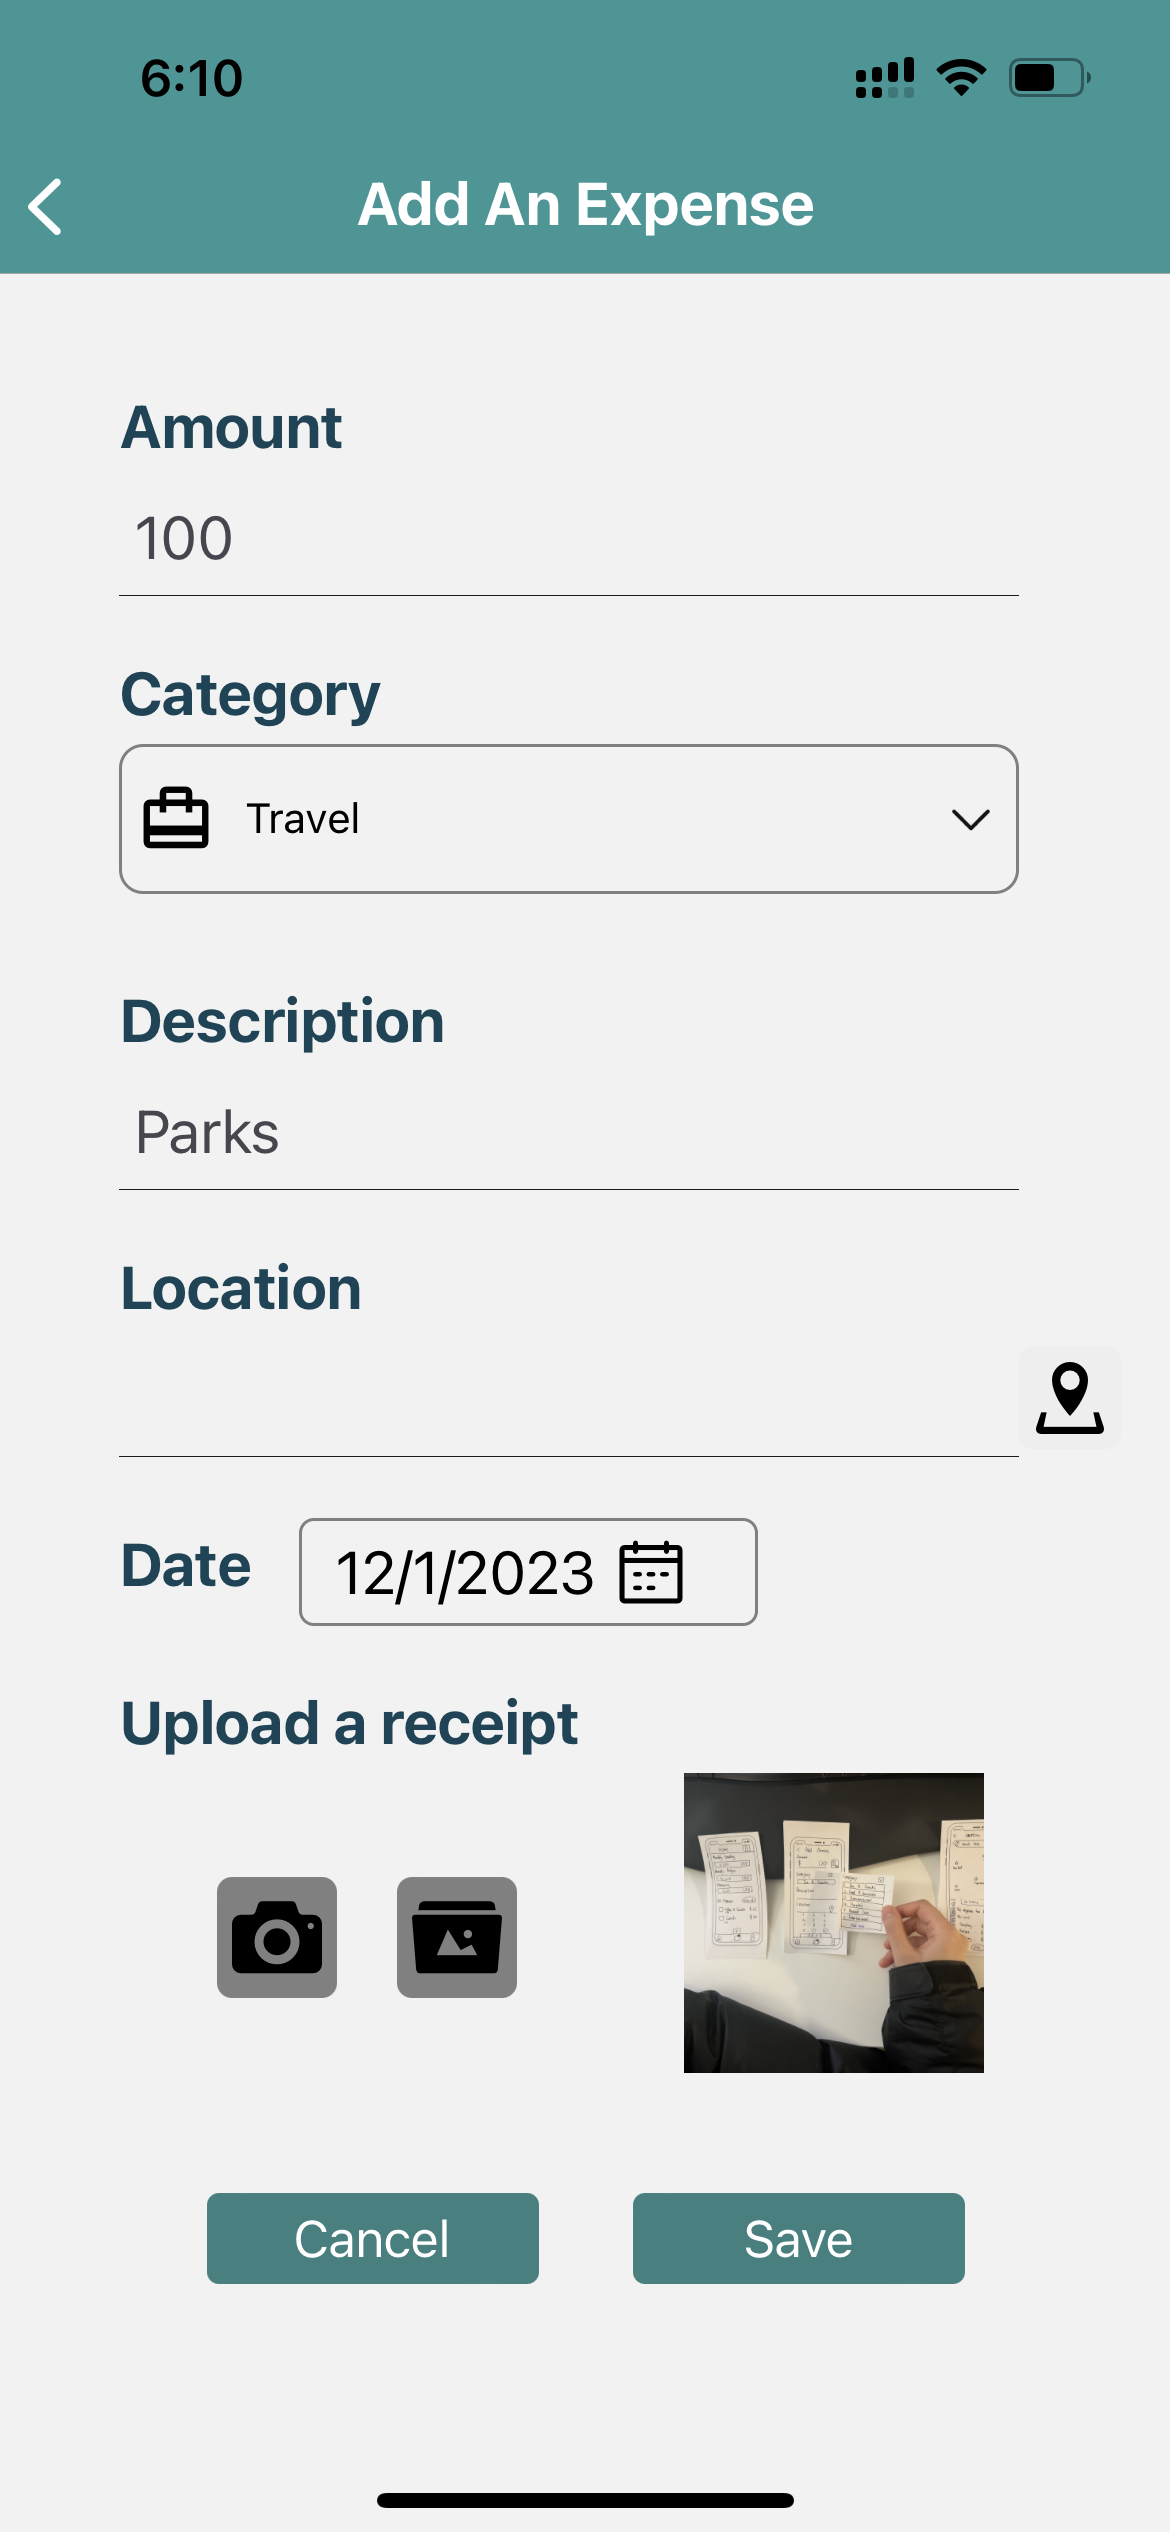 6:10
Add An Expense
Amount
100
Category
Travel
Description
Parks
Location
Date 12/1/2023
Upload a receipt
Cancel Save